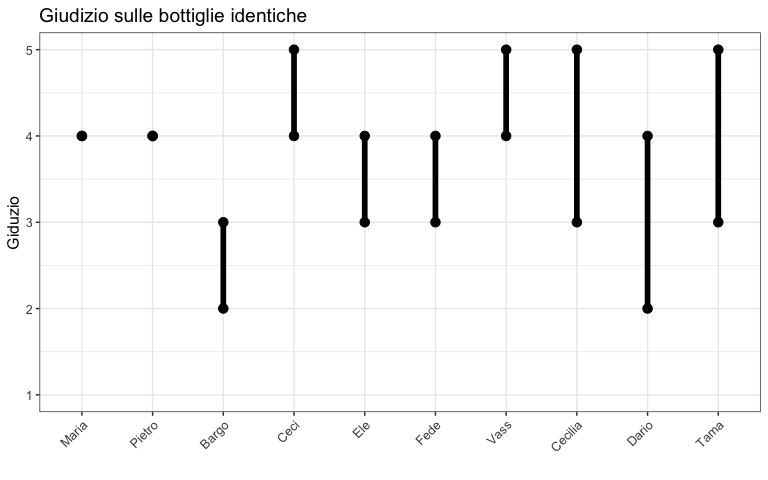 Giudizio sulle bottiglie identiche
Giduzio
5
4
3
2
1
Maria
Pietro
Bargo
Ceci
Ele
Fede
Vass
Cecilia
Dario
Tama